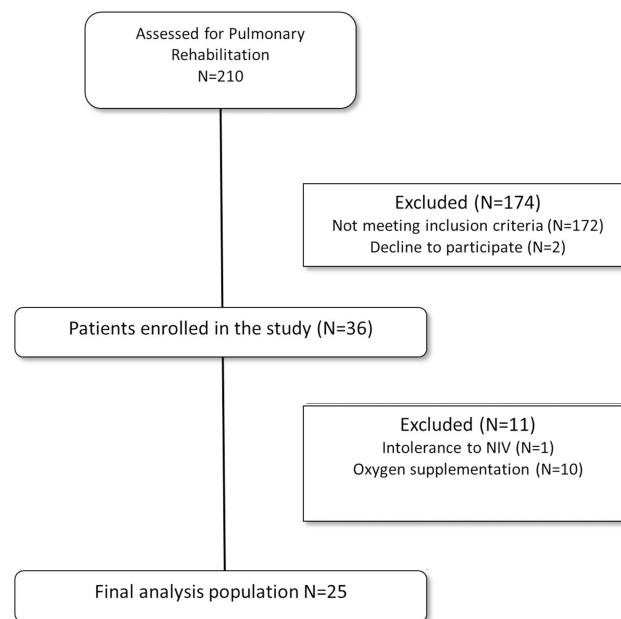 Assessed for Pulmonary
Rehabilitation
N=210
Excluded (N=174)
Not meeting inclusion criteria (N=172)
Decline to participate (N=2)
Patients enrolled in the study (N=36)
Excluded (N=11)
Intolerance to NIV (N=1)
Oxygen supplementation (N=10)
Final analysis population N=25